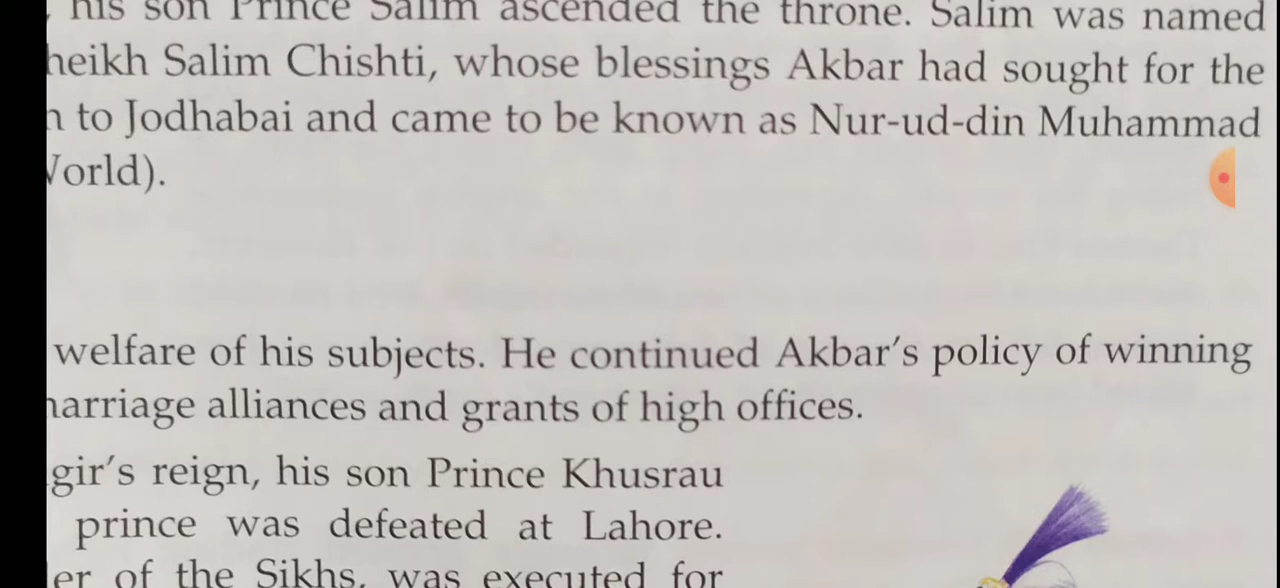 his son Prince Salim ascended the throne. Salim was named
heikh Salim Chishti, whose blessings Akbar had sought for the
to Jodhabai and came to be known as Nur-ud-din Muhammad
orld).
welfare of his subjects. He continued Akbar's policy of winning
arriage alliances and grants of high offices.
gir's reign, his son Prince Khusrau
prince was defeated at Lahore.
er of the Sikhs, was executed for